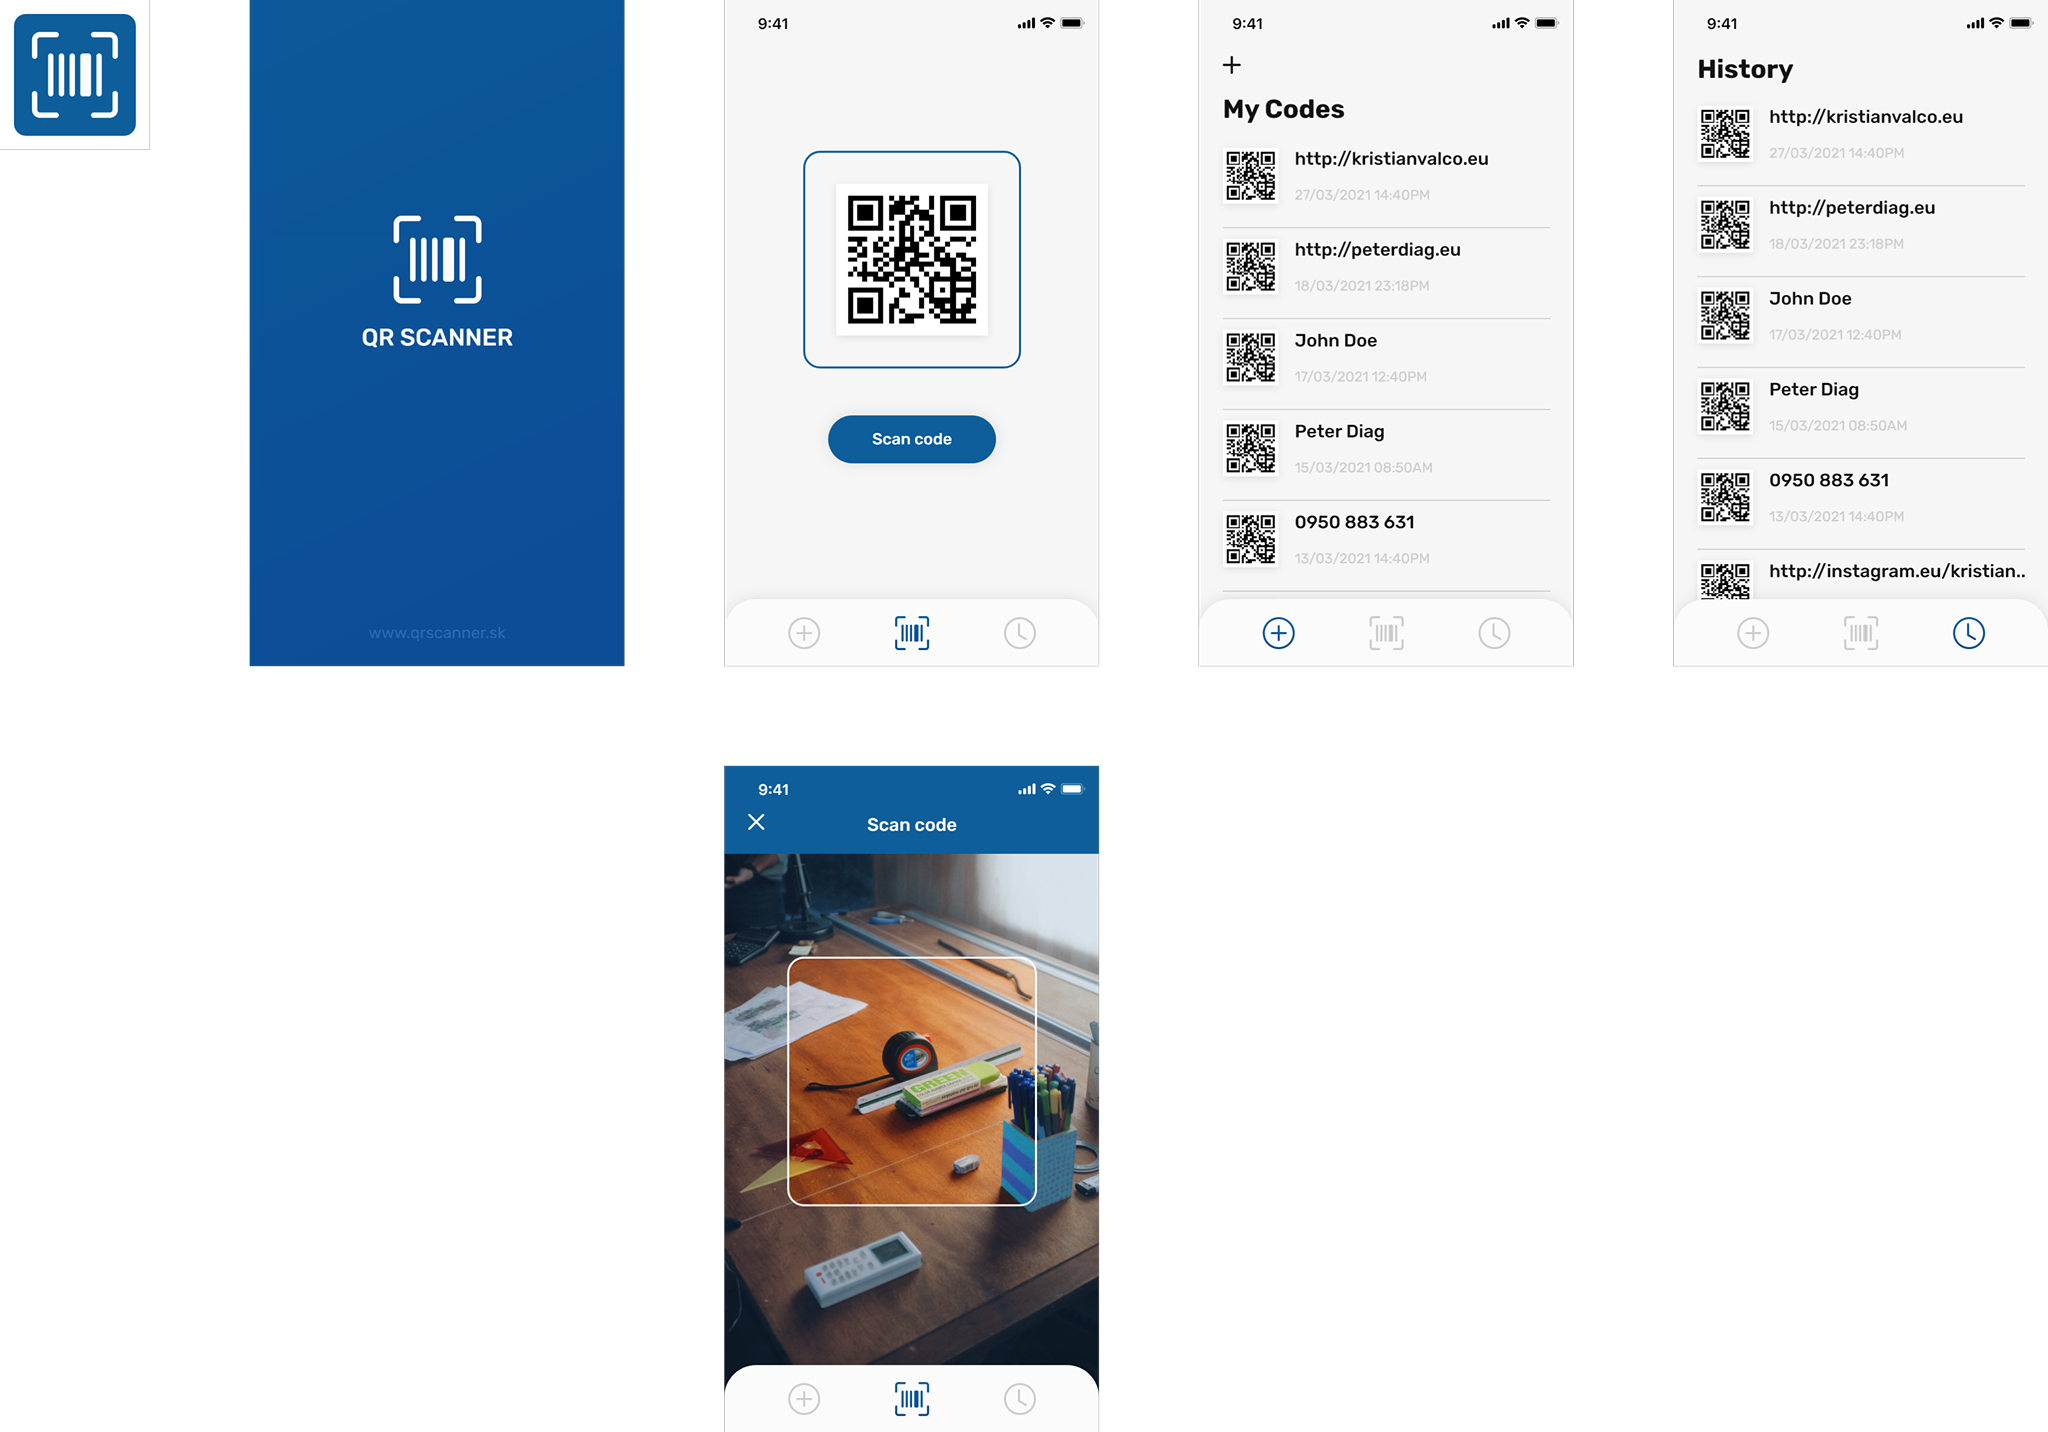 QR SCANNER
www.qrscanner.sk
9:41
Scan code
9:41
My Codes
http://kristianvalco.eu
27/03/2021 14:40PM
http://peterdiag.eu
18/03/2021 23:18PM
John Doe
17/03/2021 12:40PM
Peter Diag
15/03/2021 08:50AM
0950 883 631
13/03/2021 14:40PM
9:41
History
http://kristianvalco.eu
27/03/2021 14:40PM
http://peterdiag.eu
18/03/2021 23:18PM
John Doe
17/03/2021 12:40PM
Peter Diag
15/03/2021 08:50AM
0950 883 631
13/03/2021 14:40PM
http://instagram.eu/kristian..
9:41
Scan code
GREEN